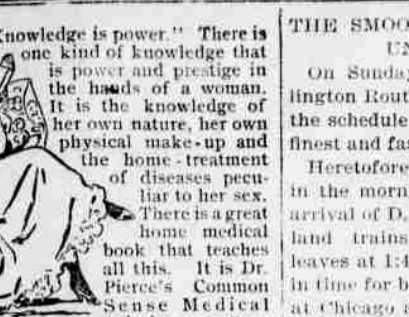 Knowledge is power." There is
one kind of knowledge that
is power and prestige in
the hands of a woman.
It is the knowledge of
her own nature, her own
physical make-up and
the home-treatment
of diseases pecu-
liar to her sex.
There is a great
home medical
book that teaches
all this. It is Dr.
Pierce's Common
Sense Medical
THE SMOO
U
On Sunda
lington Rout
the schedule
finest and fa
Heretofore
in the morn
arrival of D.
land trains
leaves at 1:4
in time for b
at Chicago a